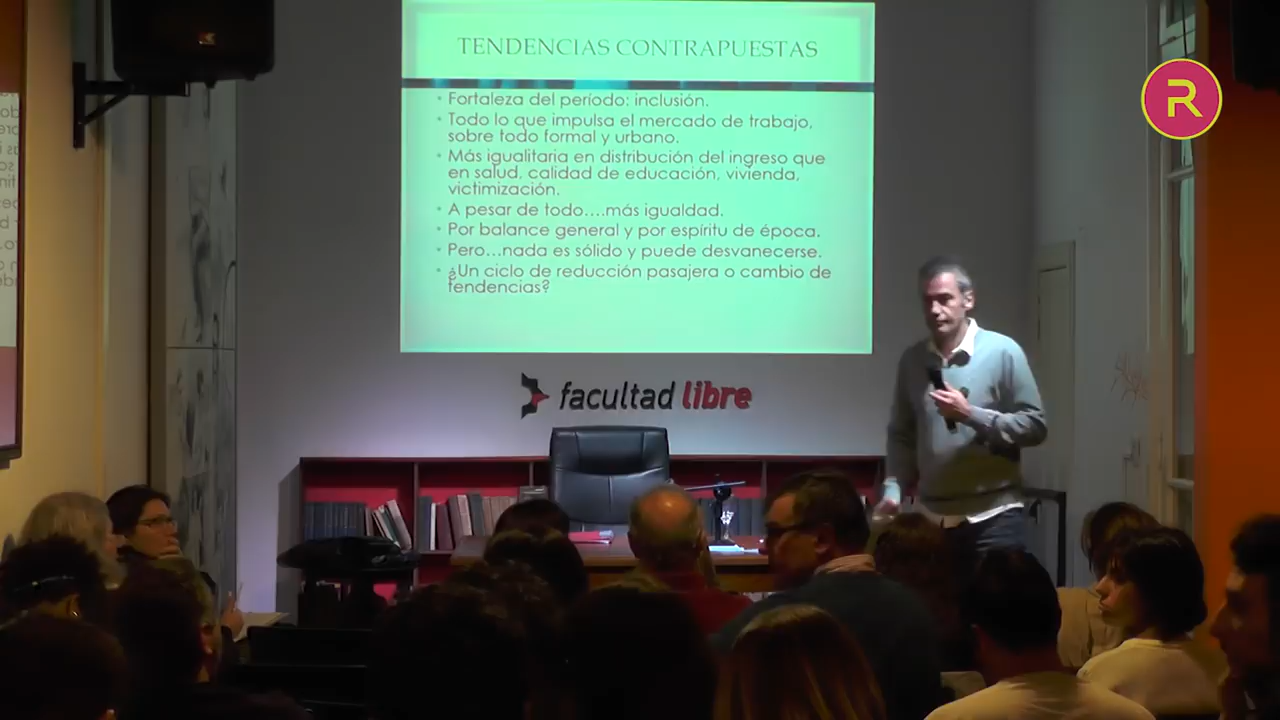 TENDENCIAS CONTRAPUESTAS
Fortaleza del período: inclusión.
Todo lo que impulsa el mercado de trabajo,
sobre todo formal y urbano.
Más igualitaria en distribución del ingreso que
en salud, calidad de educación, vivienda,
victimización.
A pesar de todo....más igualdad.
Por balance general y por espíritu de época.
Pero...nada es sólido y puede desvanecerse.
¿Un ciclo de reducción pasajera o cambio de
tendencias?
facultad libre
R